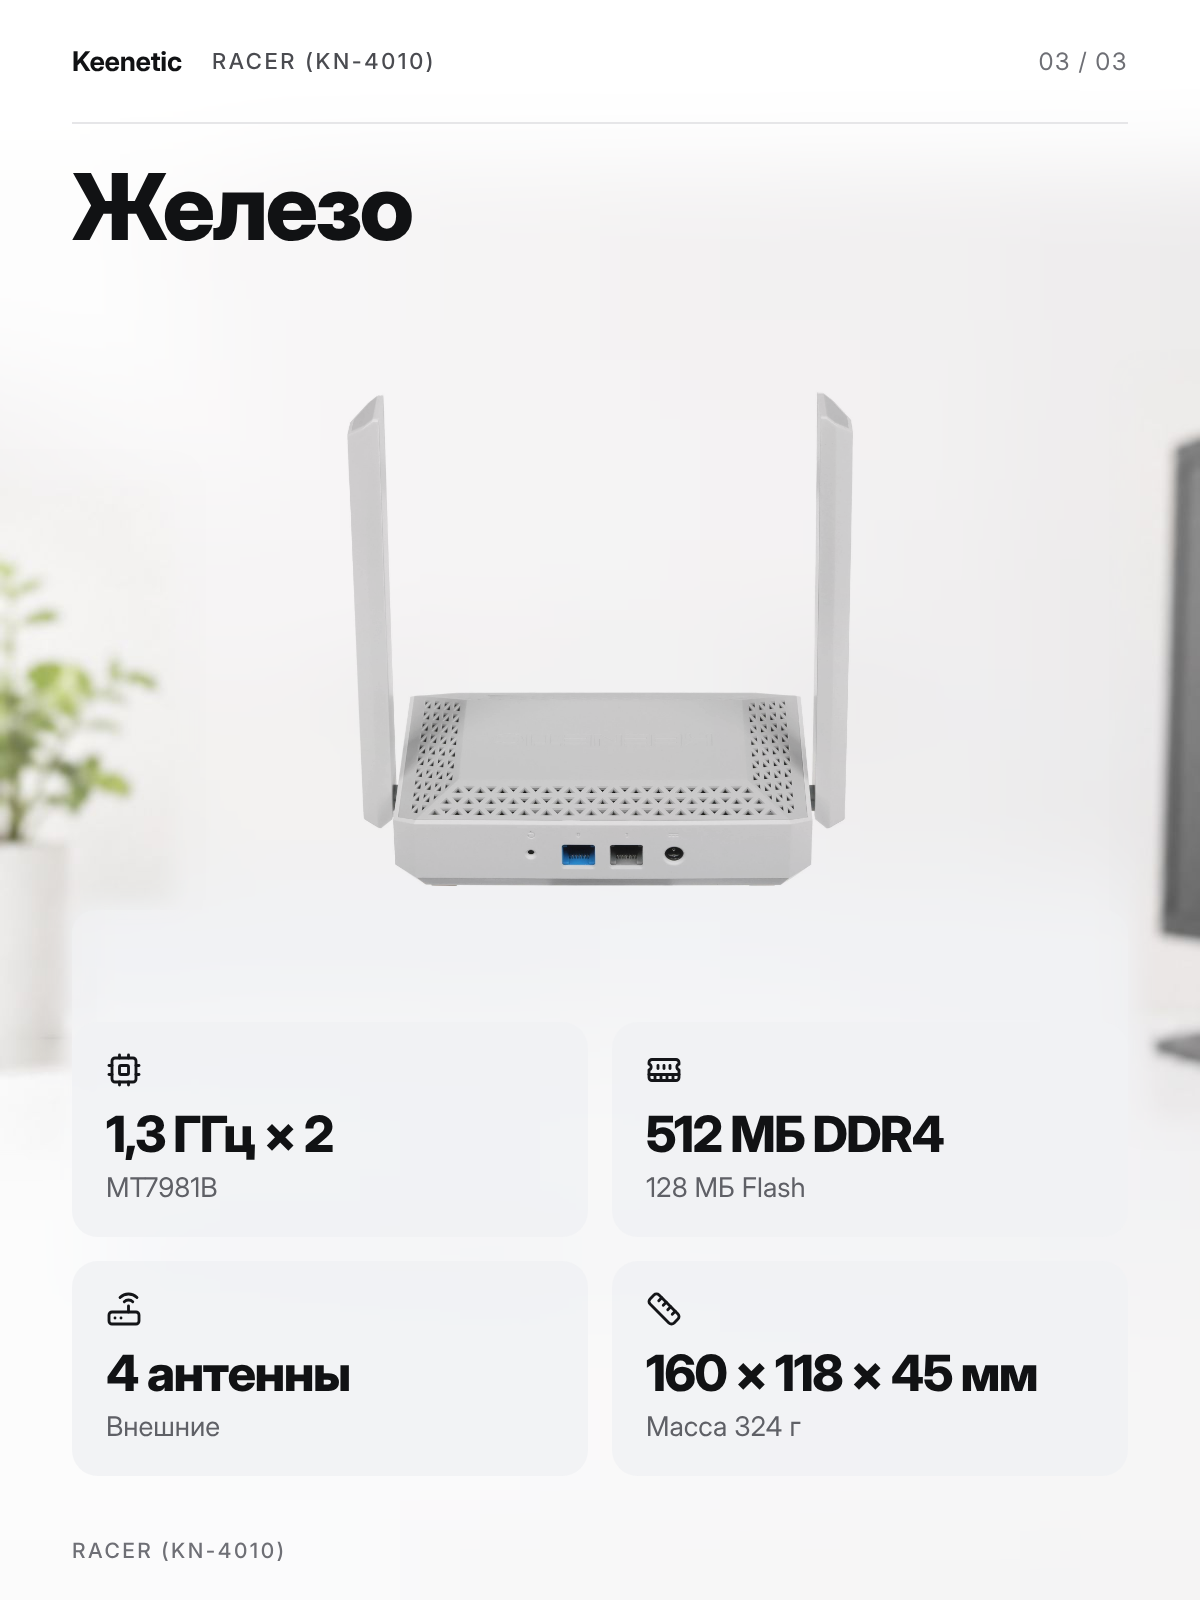 Keenetic RACER (KN-4010) 03 / 03
Железо
1,3 ГГц × 2
MT7981B
512 МБ DDR4
128 МБ Flash
4 антенны
Внешние
160 × 118 × 45 мм
Масса 324 г
RACER (KN-4010)